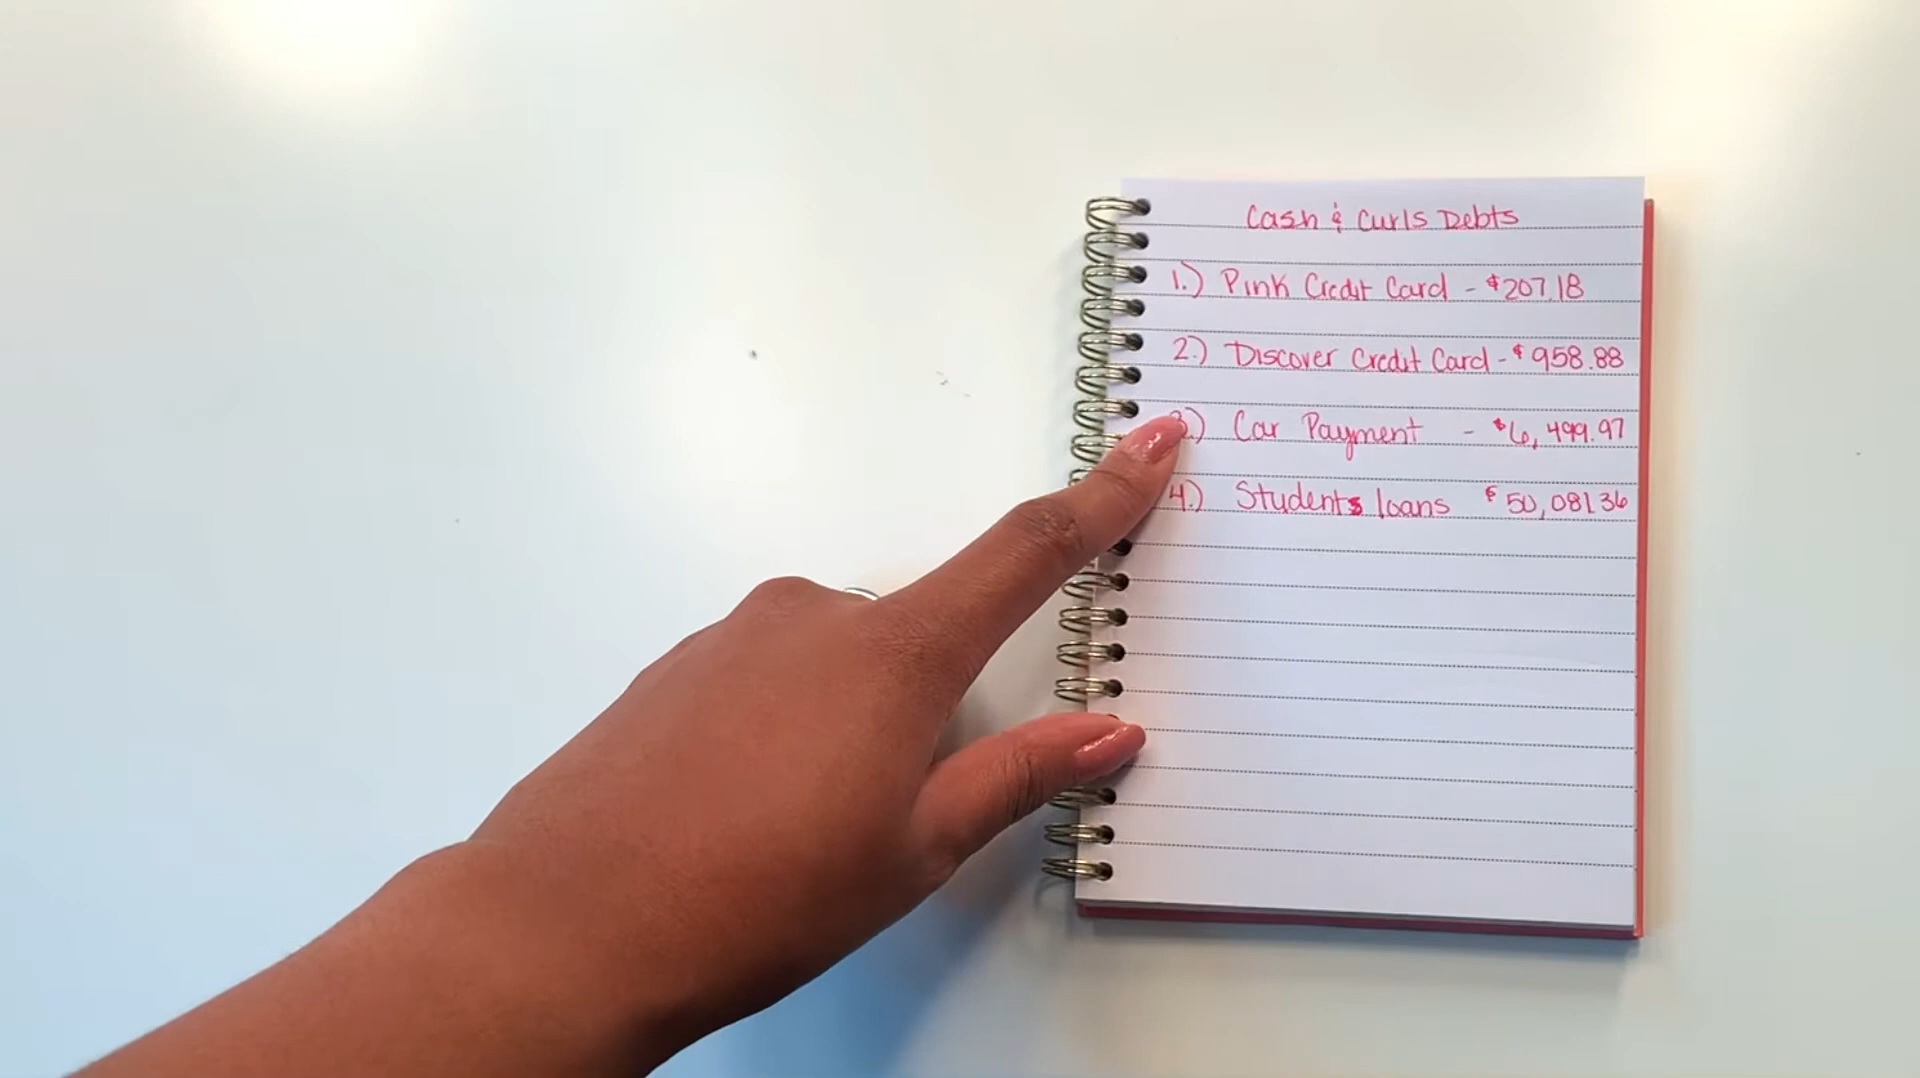 Cash & Curls Debts
1.) Pink Credit Card - $207.18
2.) Discover Credit Card - $958.88
3.) Car Payment - $6,499.97
4.) Students loans $50,081.36